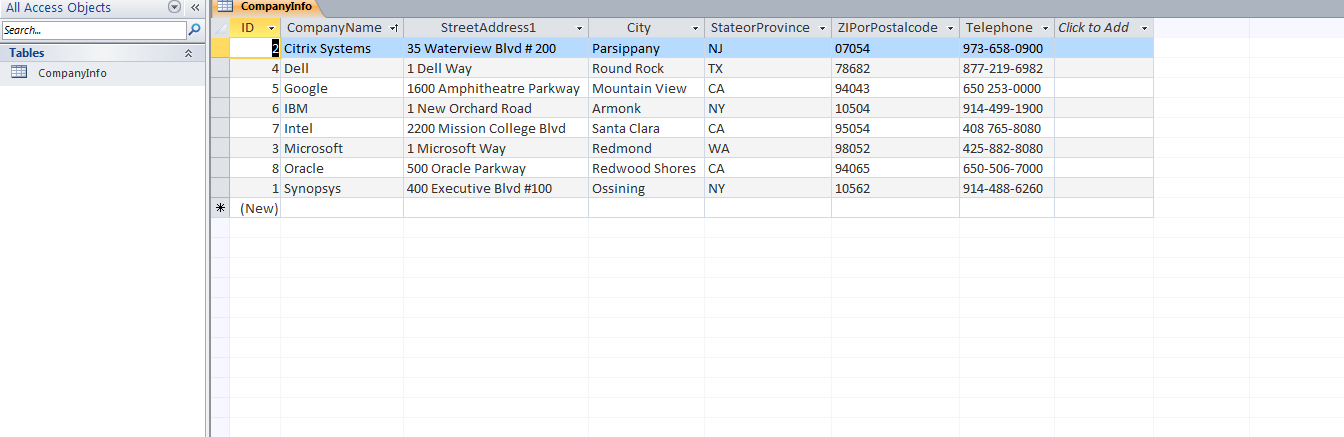 All Access Objects
Search...
Tables
CompanyInfo
CompanyInfo
ID CompanyName StreetAddress1 City StateorProvince ZIPorPostalcode Telephone Click to Add
2 Citrix Systems 35 Waterview Blvd # 200 Parsippany NJ 07054 973-658-0900
4 Dell 1 Dell Way Round Rock TX 78682 877-219-6982
5 Google 1600 Amphitheatre Parkway Mountain View CA 94043 650 253-0000
6 IBM 1 New Orchard Road Armonk NY 10504 914-499-1900
7 Intel 2200 Mission College Blvd Santa Clara CA 95054 408 765-8080
3 Microsoft 1 Microsoft Way Redmond WA 98052 425-882-8080
8 Oracle 500 Oracle Parkway Redwood Shores CA 94065 650-506-7000
1 Synopsys 400 Executive Blvd #100 Ossining NY 10562 914-488-6260
(New)